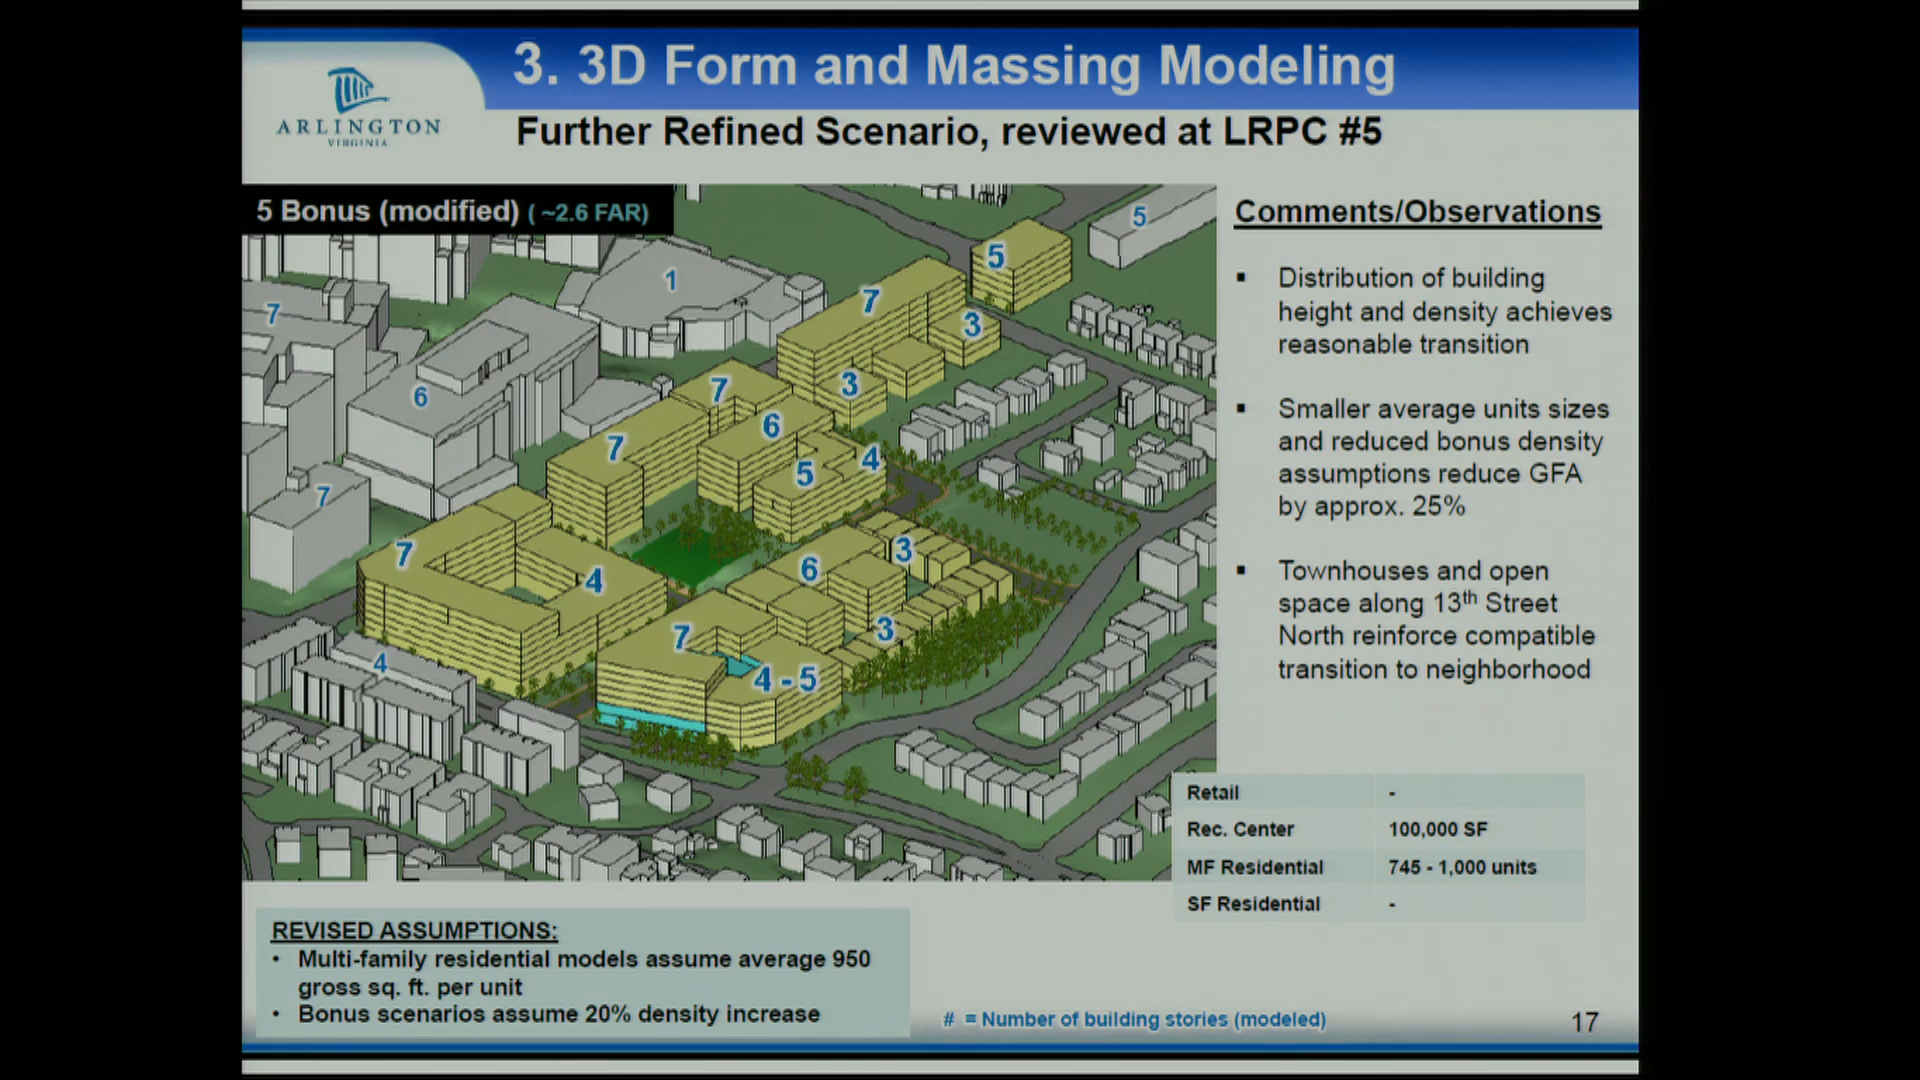 3. 3D Form and Massing Modeling
ARLINGTON
VIRGINIA
Further Refined Scenario, reviewed at LRPC #5
5 Bonus (modified) ( ~2.6 FAR)
5
5
1
7
7
3
6
3
7
7
6
7
4
5
7
3
7
4
6
3
7
4
4 - 5
Comments/Observations
▪ Distribution of building
height and density achieves
reasonable transition
▪ Smaller average units sizes
and reduced bonus density
assumptions reduce GFA
by approx. 25%
▪ Townhouses and open
space along 13th Street
North reinforce compatible
transition to neighborhood
Retail -
Rec. Center 100,000 SF
MF Residential 745 - 1,000 units
SF Residential -
REVISED ASSUMPTIONS:
• Multi-family residential models assume average 950
gross sq. ft. per unit
• Bonus scenarios assume 20% density increase
# = Number of building stories (modeled)
17